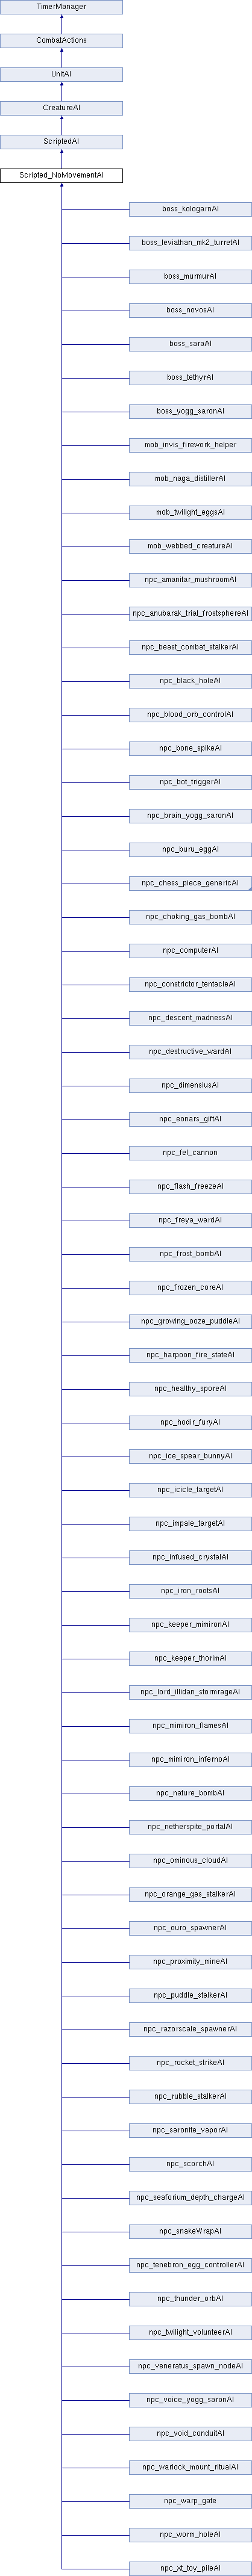 TimerManager
CombatActions
UnitAI
CreatureAI
ScriptedAI
Scripted_NoMovementAI
boss_kologarnAI
boss_leviathan_mk2_turretAI
boss_murmurAI
boss_novosAI
boss_saraAI
boss_tethyrAI
boss_yogg_saronAI
mob_invis_firework_helper
mob_naga_distillerAI
mob_twilight_eggsAI
mob_webbed_creatureAI
npc_amanitar_mushroomAI
npc_anubarak_trial_frostsphereAI
npc_beast_combat_stalkerAI
npc_black_holeAI
npc_blood_orb_controlAI
npc_bone_spikeAI
npc_bot_triggerAI
npc_brain_yogg_saronAI
npc_buru_eggAI
npc_chess_piece_genericAI
npc_choking_gas_bombAI
npc_computerAI
npc_constrictor_tentacleAI
npc_descent_madnessAI
npc_destructive_wardAI
npc_dimensiusAI
npc_eonars_giftAI
npc_fel_cannon
npc_flash_freezeAI
npc_freya_wardAI
npc_frost_bombAI
npc_frozen_coreAI
npc_growing_ooze_puddleAI
npc_harpoon_fire_stateAI
npc_healthy_sporeAI
npc_hodir_furyAI
npc_ice_spear_bunnyAI
npc_icicle_targetAI
npc_impale_targetAI
npc_infused_crystalAI
npc_iron_rootsAI
npc_keeper_mimironAI
npc_keeper_thorimAI
npc_lord_illidan_stormrageAI
npc_mimiron_flamesAI
npc_mimiron_infernoAI
npc_nature_bombAI
npc_netherspite_portalAI
npc_ominous_cloudAI
npc_orange_gas_stalkerAI
npc_ouro_spawnerAI
npc_proximity_mineAI
npc_puddle_stalkerAI
npc_razorscale_spawnerAI
npc_rocket_strikeAI
npc_rubble_stalkerAI
npc_saronite_vaporAI
npc_scorchAI
npc_seaforium_depth_chargeAI
npc_snakeWrapAI
npc_tenebron_egg_controllerAI
npc_thunder_orbAI
npc_twilight_volunteerAI
npc_veneratus_spawn_nodeAI
npc_voice_yogg_saronAI
npc_void_conduitAI
npc_warlock_mount_ritualAI
npc_warp_gate
npc_worm_holeAI
npc_xt_toy_pileAI